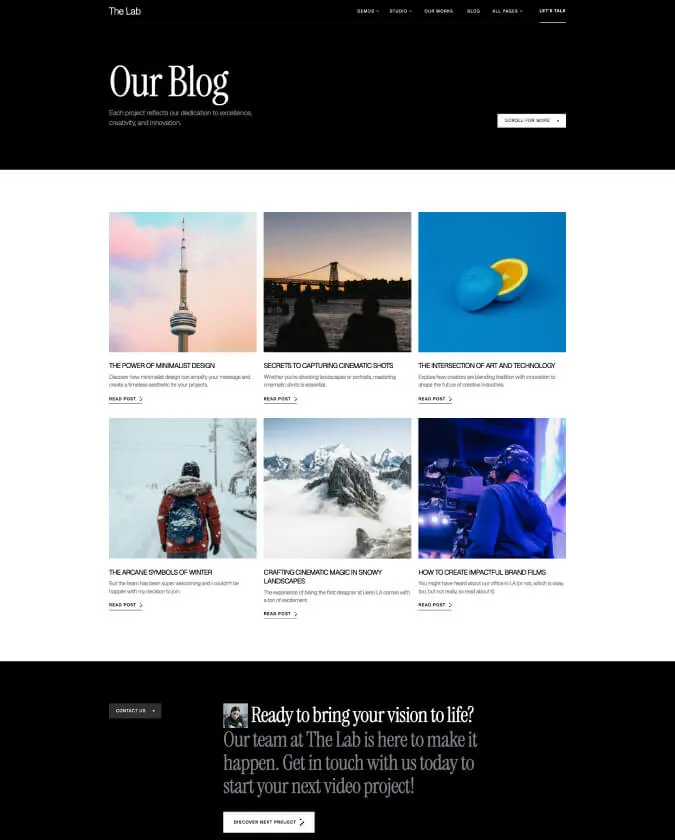 The Lab
DEMOS
STUDIO
OUR WORKS
BLOG
ALL PAGES
LET'S TALK
Our Blog
Each project reflects our dedication to excellence,
creativity, and innovation.
SCROLL FOR MORE
THE POWER OF MINIMALIST DESIGN
Discover how minimalist design can amplify your message and
create a timeless aesthetic for your projects.
READ POST
SECRETS TO CAPTURING CINEMATIC SHOTS
Whether you're shooting landscapes or portraits, mastering
cinematic shots is essential.
READ POST
THE INTERSECTION OF ART AND TECHNOLOGY
Explore how creators are blending tradition with innovation to
shape the future of creative industries.
READ POST
THE ARCANE SYMBOLS OF WINTER
But the team has been super welcoming and I couldn't be
happier with my decision to join.
READ POST
CRAFTING CINEMATIC MAGIC IN SNOWY
LANDSCAPES
The experience of being the first designer at Ueno LA comes with
a ton of excitement.
READ POST
HOW TO CREATE IMPACTFUL BRAND FILMS
You might have heard about our office in LA (or not, which is okay
too, but not really, so read about it)
READ POST
CONTACT US
Ready to bring your vision to life?
Our team at The Lab is here to make it
happen. Get in touch with us today to
start your next video project!
DISCOVER NEXT PROJECT